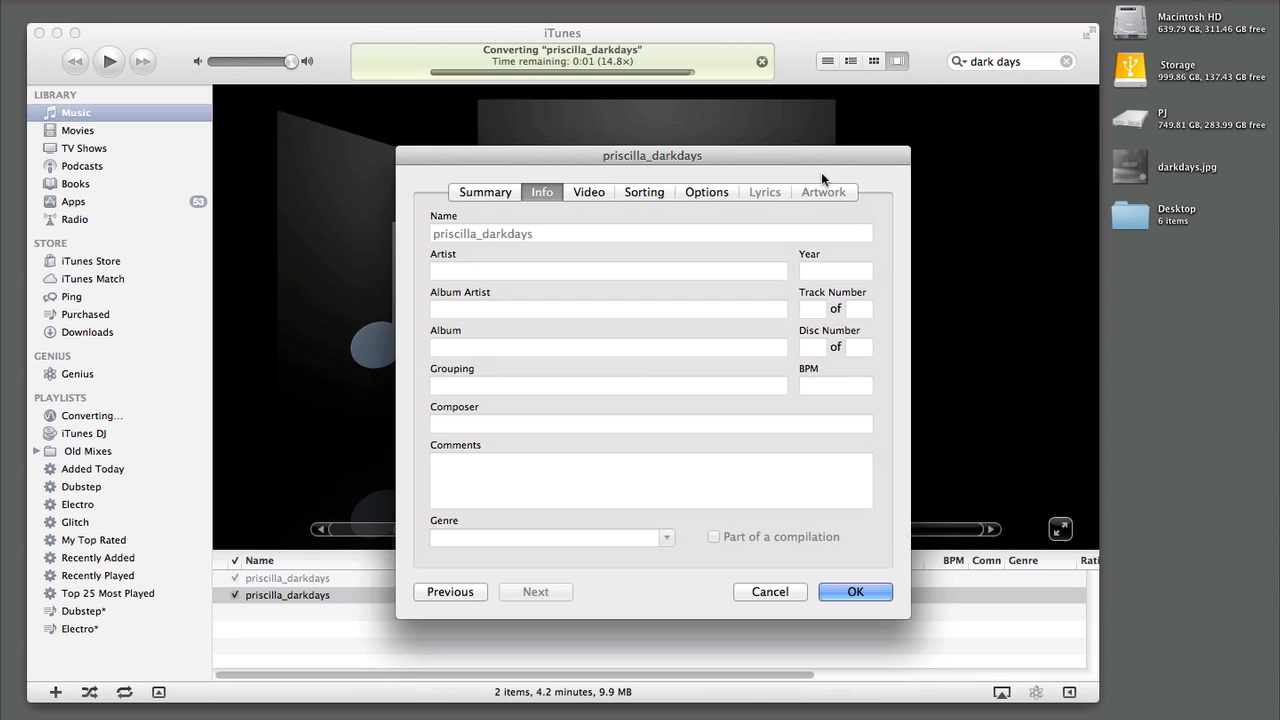 iTunes
Converting "priscilla_darkdays"
Time remaining: 0:01 (14.8×)
dark days
LIBRARY
Music
Movies
TV Shows
Podcasts
Books
Apps
53
Radio
STORE
iTunes Store
iTunes Match
Ping
Purchased
Downloads
GENIUS
Genius
PLAYLISTS
Converting...
iTunes DJ
Old Mixes
Added Today
Dubstep
Electro
Glitch
My Top Rated
Recently Added
Recently Played
Top 25 Most Played
Dubstep*
Electro*
priscilla_darkdays
Summary Info Video Sorting Options Lyrics Artwork
Name
priscilla_darkdays
Artist Year
Album Artist Track Number
of
Album Disc Number
of
Grouping BPM
Composer
Comments
Genre
Part of a compilation
Previous Next Cancel OK
Name BPM Comn Genre Rati
priscilla_darkdays
priscilla_darkdays
2 items, 4.2 minutes, 9.9 MB
Macintosh HD
639.79 GB, 311.46 GB free
Storage
999.86 GB, 137.43 GB free
PJ
749.81 GB, 283.99 GB free
darkdays.jpg
Desktop
6 items